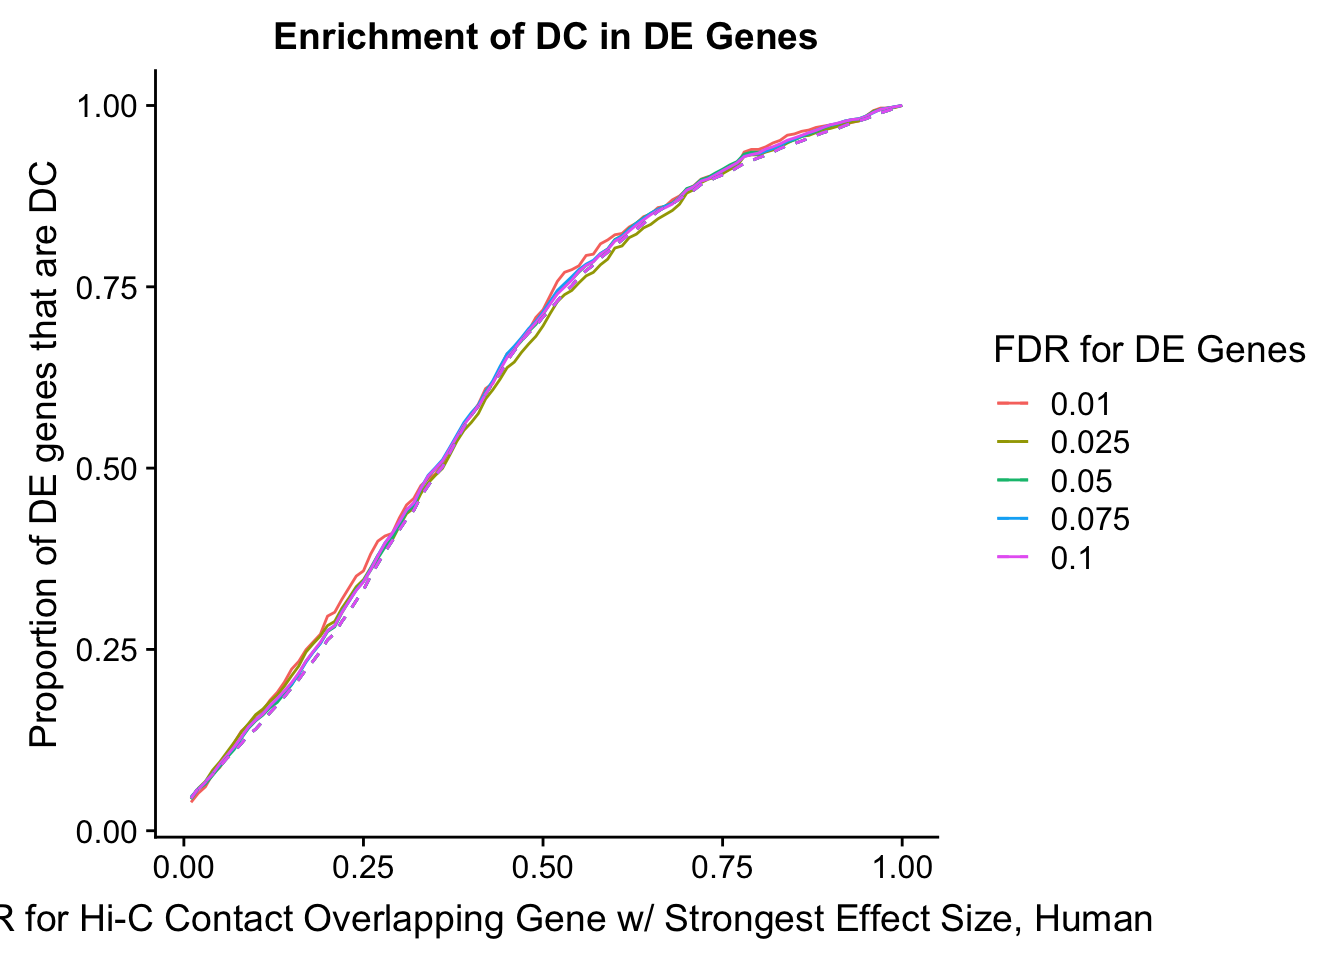 Enrichment of DC in DE Genes
Proportion of DE genes that are DC
1.00
0.75
0.50
0.25
0.00
0.00 0.25 0.50 0.75 1.00
R for Hi-C Contact Overlapping Gene w/ Strongest Effect Size, Human
FDR for DE Genes
0.01
0.025
0.05
0.075
0.1